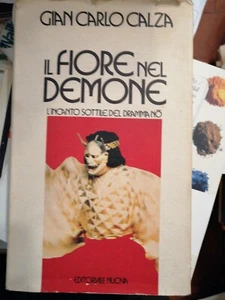 GIAN CARLO CALZA
IL FIORE NEL
DEMONE
L'INCANTO SOTTILE DEL DRAMMA NŌ
EDITORIALE NUOVA